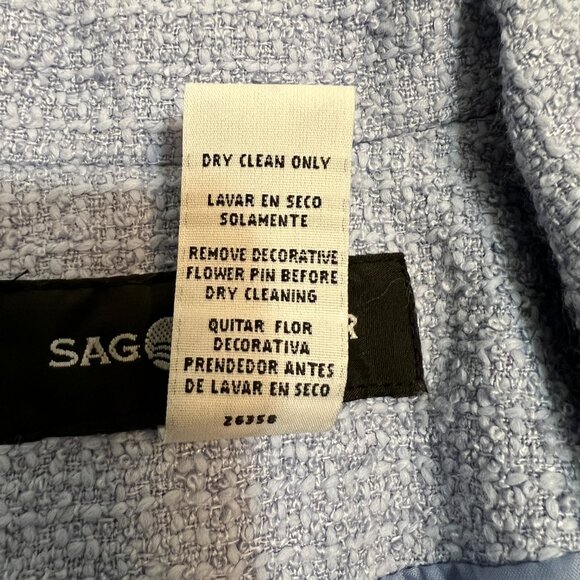 DRY CLEAN ONLY
LAVAR EN SECO
SOLAMENTE
REMOVE DECORATIVE
FLOWER PIN BEFORE
DRY CLEANING
QUITAR FLOR
DECORATIVA
PRENDEDOR ANTES
DE LAVAR EN SECO
26358
SAG